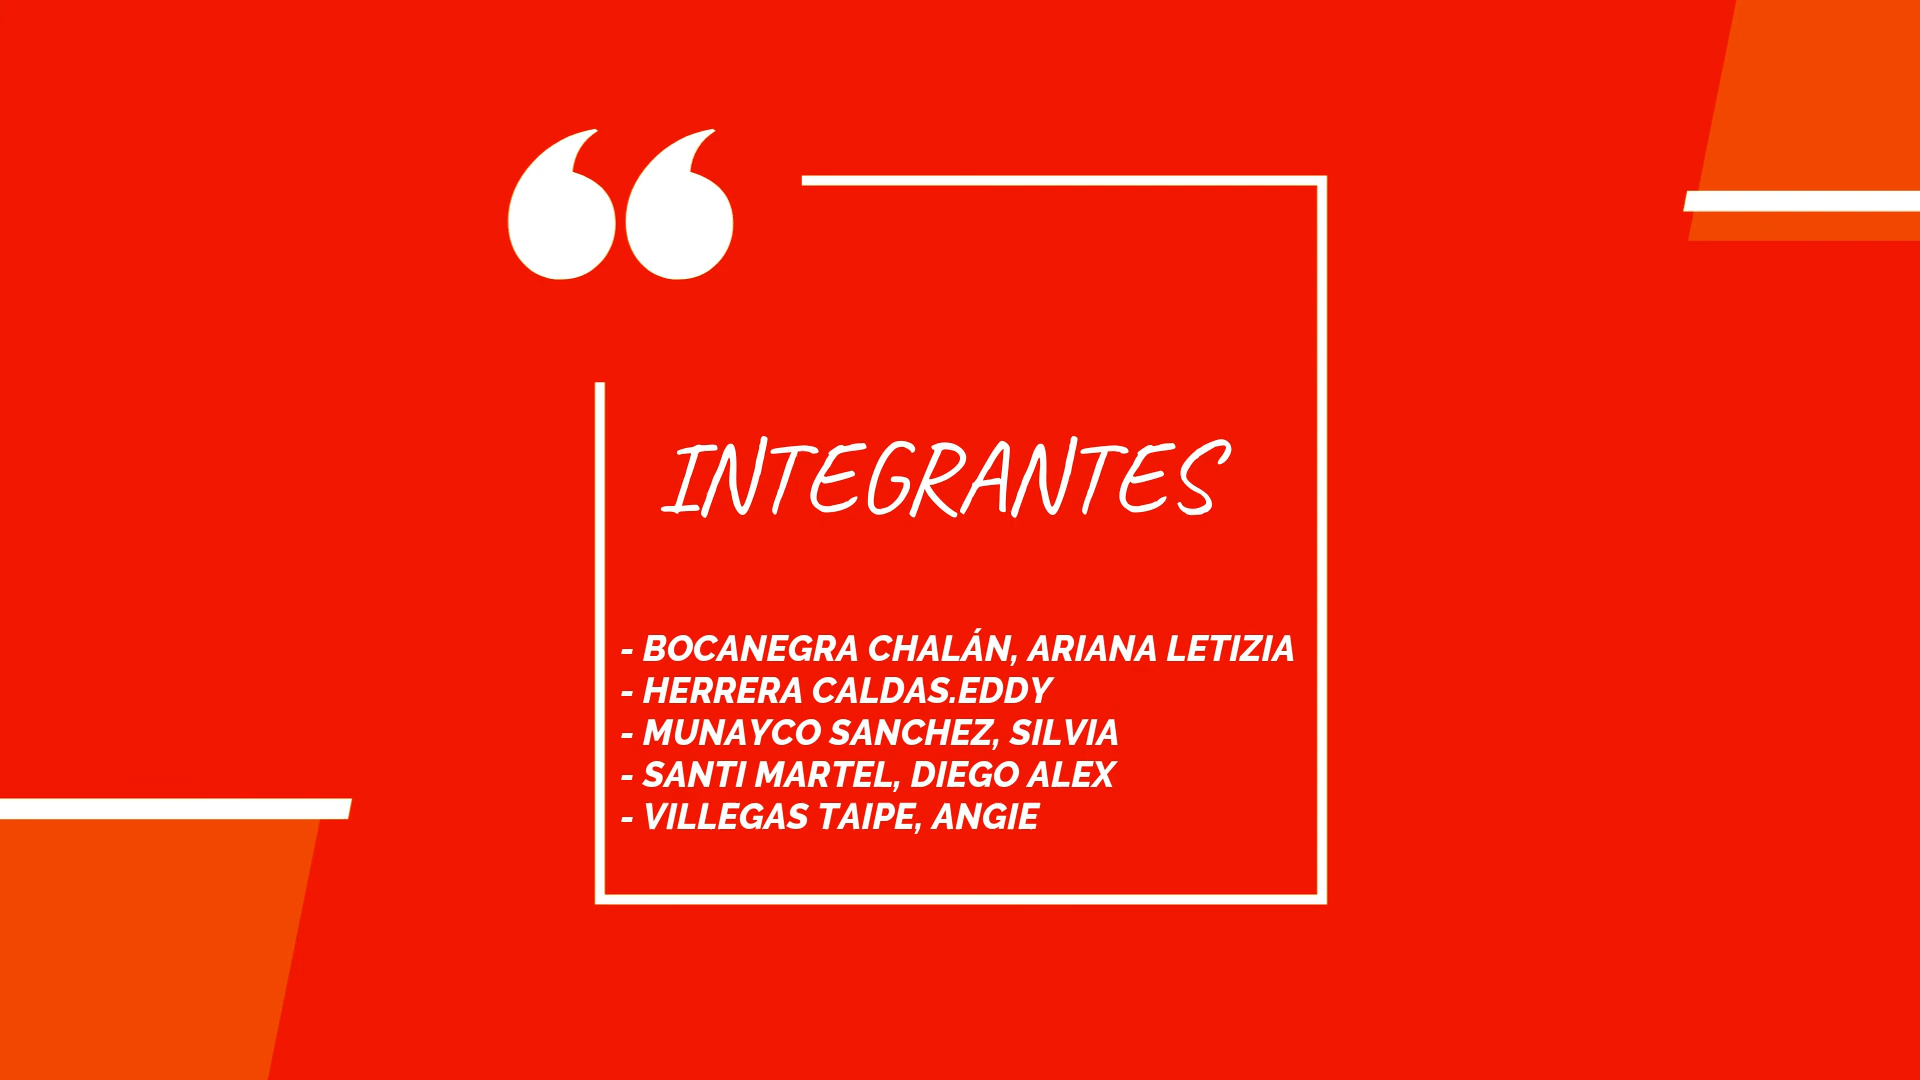 INTEGRANTES
- BOCANEGRA CHALÁN, ARIANA LETIZIA
- HERRERA CALDAS.EDDY
- MUNAYCO SANCHEZ, SILVIA
- SANTI MARTEL, DIEGO ALEX
- VILLEGAS TAIPE, ANGIE